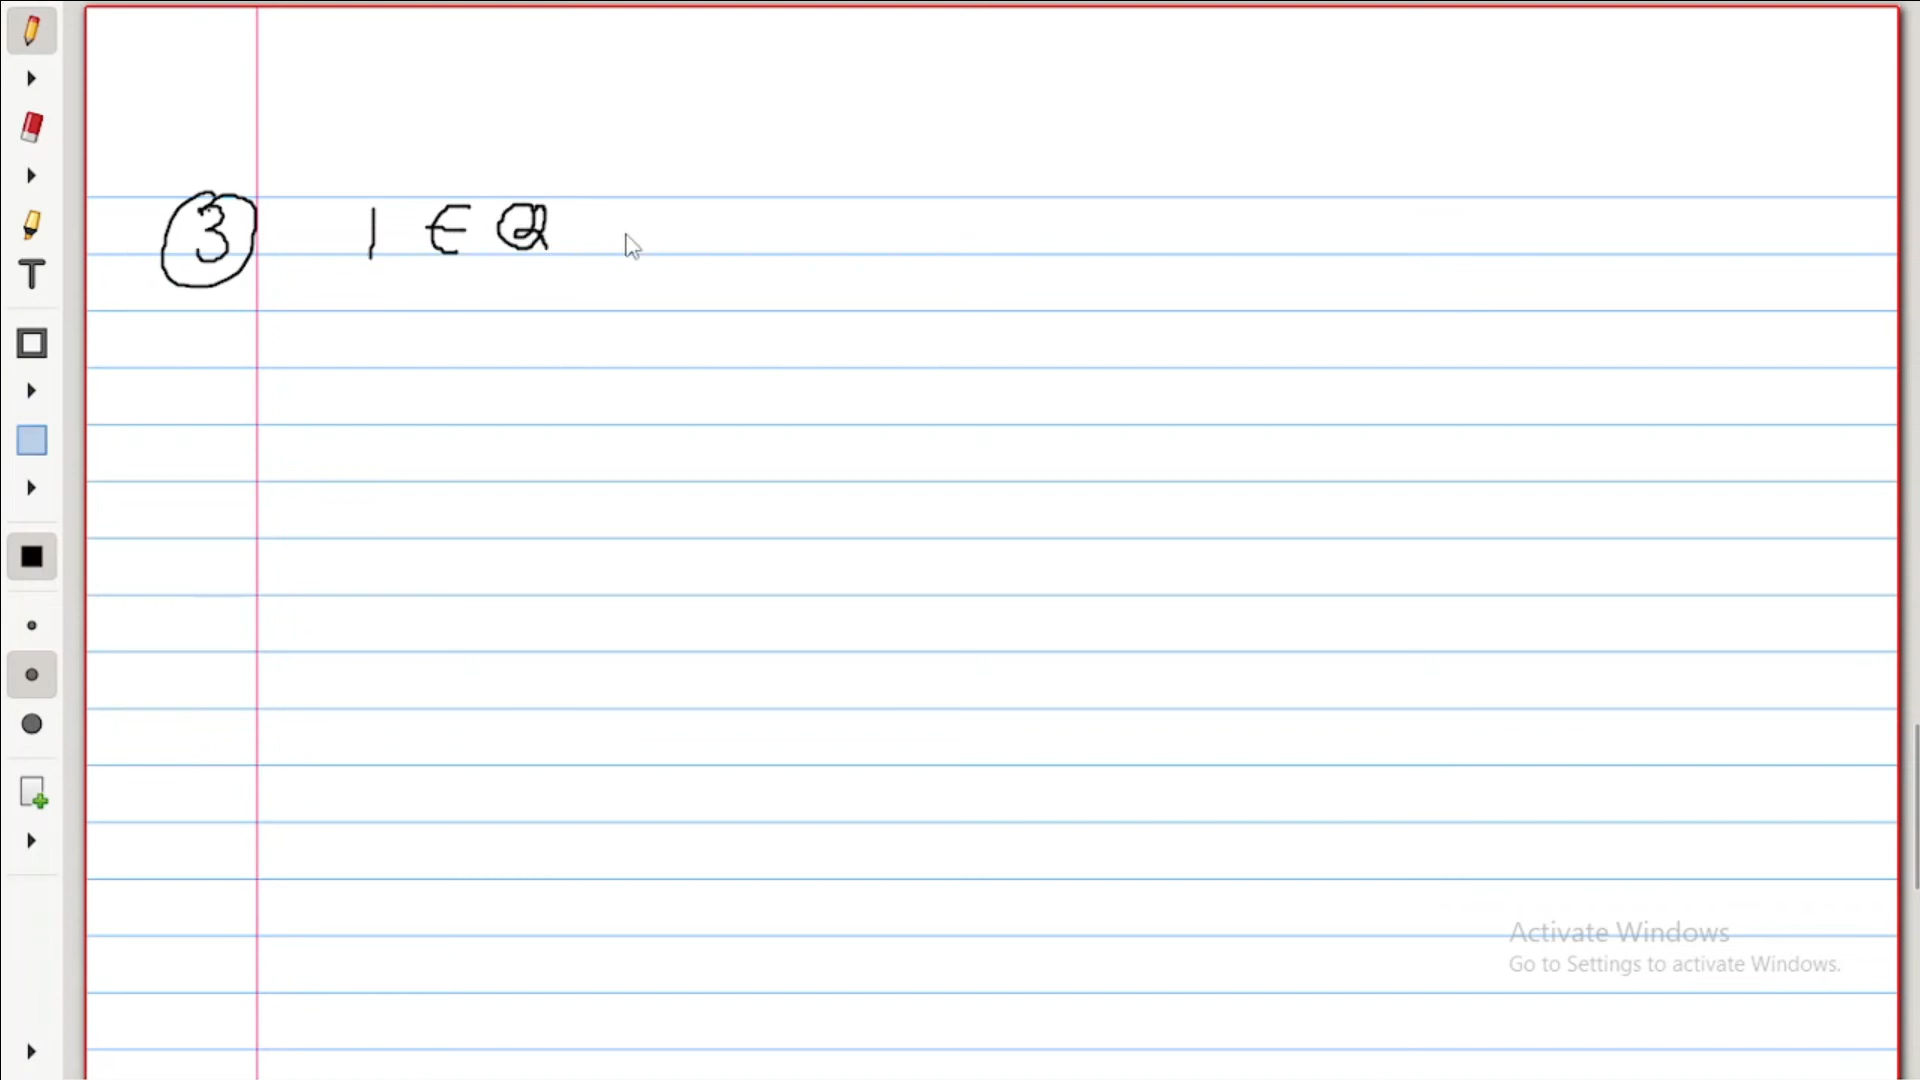 ③ 1 ∈ Q
Activate Windows
Go to Settings to activate Windows.